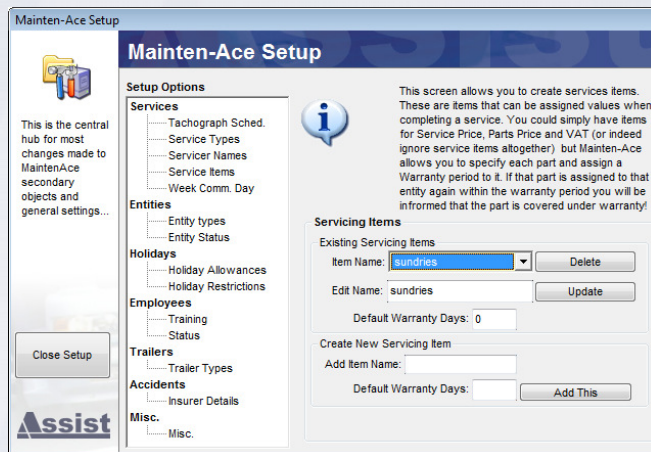 Mainten-Ace Setup
Mainten-Ace Setup
This is the central
hub for most
changes made to
MaintenAce
secondary
objects and
general settings...
Close Setup
Assist
Setup Options
Services
Tachograph Sched.
Service Types
Servicer Names
Service Items
Week Comm. Day
Entities
Entity types
Entity Status
Holidays
Holiday Allowances
Holiday Restrictions
Employees
Training
Status
Trailers
Trailer Types
Accidents
Insurer Details
Misc.
Misc.
This screen allows you to create services items.
These are items that can be assigned values when
completing a service. You could simply have items
for Service Price, Parts Price and VAT (or indeed
ignore service items altogether) but Mainten-Ace
allows you to specify each part and assign a
Warranty period to it. If that part is assigned to that
entity again within the warranty period you will be
infromed that the part is covered under warranty!
Servicing Items
Existing Servicing Items
Item Name: sundries Delete
Edit Name: sundries Update
Default Warranty Days: 0
Create New Servicing Item
Add Item Name:
Default Warranty Days: Add This